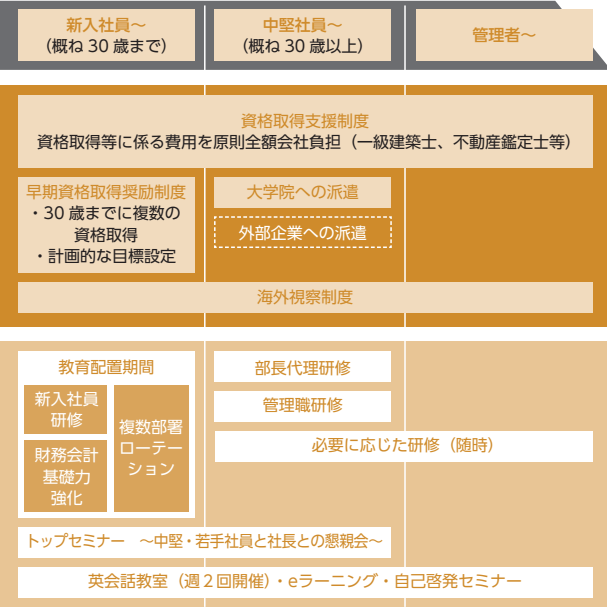 新入社員～
（概ね 30 歳まで）
中堅社員～
（概ね 30 歳以上）
管理者～
資格取得支援制度
資格取得等に係る費用を原則全額会社負担（一級建築士、不動産鑑定士等）
早期資格取得奨励制度
・30 歳までに複数の
資格取得
・計画的な目標設定
大学院への派遣
外部企業への派遣
海外視察制度
教育配置期間
新入社員
研修
財務会計
基礎力
強化
複数部署
ローテー
ション
部長代理研修
管理職研修
必要に応じた研修（随時）
トップセミナー　～中堅・若手社員と社長との懇親会～
英会話教室（週２回開催）・eラーニング・自己啓発セミナー